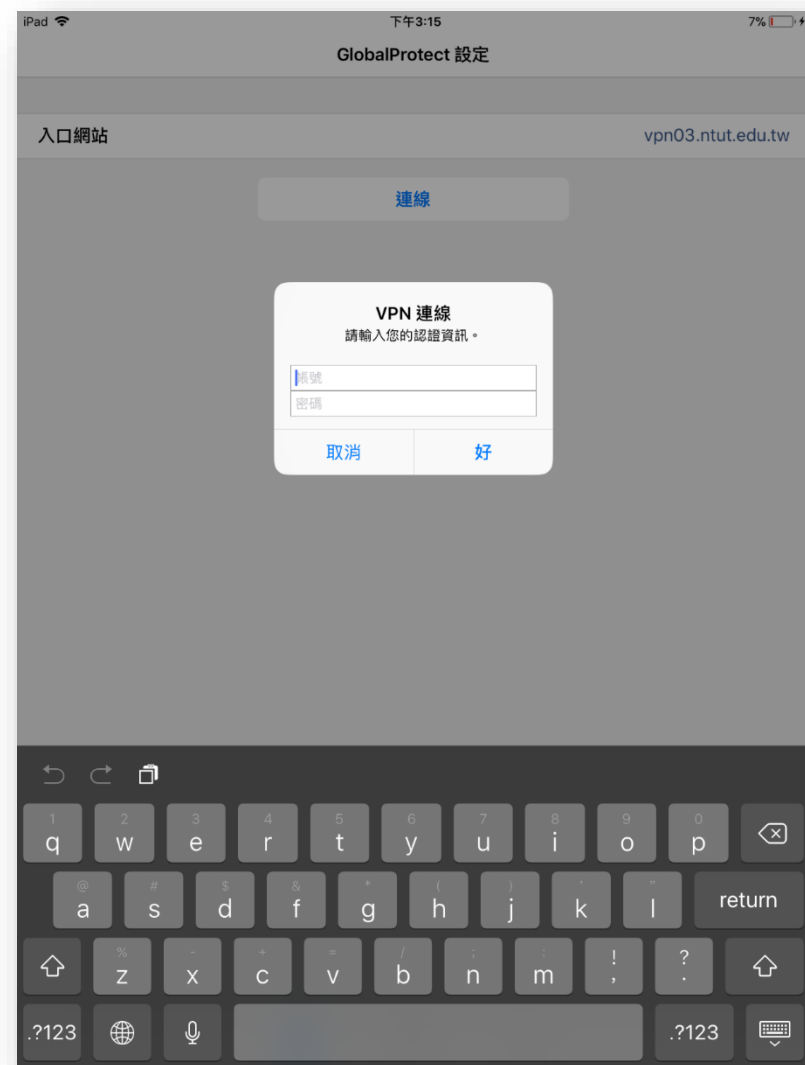 iPad 下午3:15 7%
GlobalProtect 設定
入口網站 vpn03.ntut.edu.tw
連線
VPN 連線
請輸入您的認證資訊。
帳號
密碼
取消 好
1 2 3 4 5 6 7 8 9 0
q w e r t y u i o p
@ # $ & * ( ) ' "
a s d f g h j k l return
% - + = / ; : ! ?
z x c v b n m , .
.?123 .?123